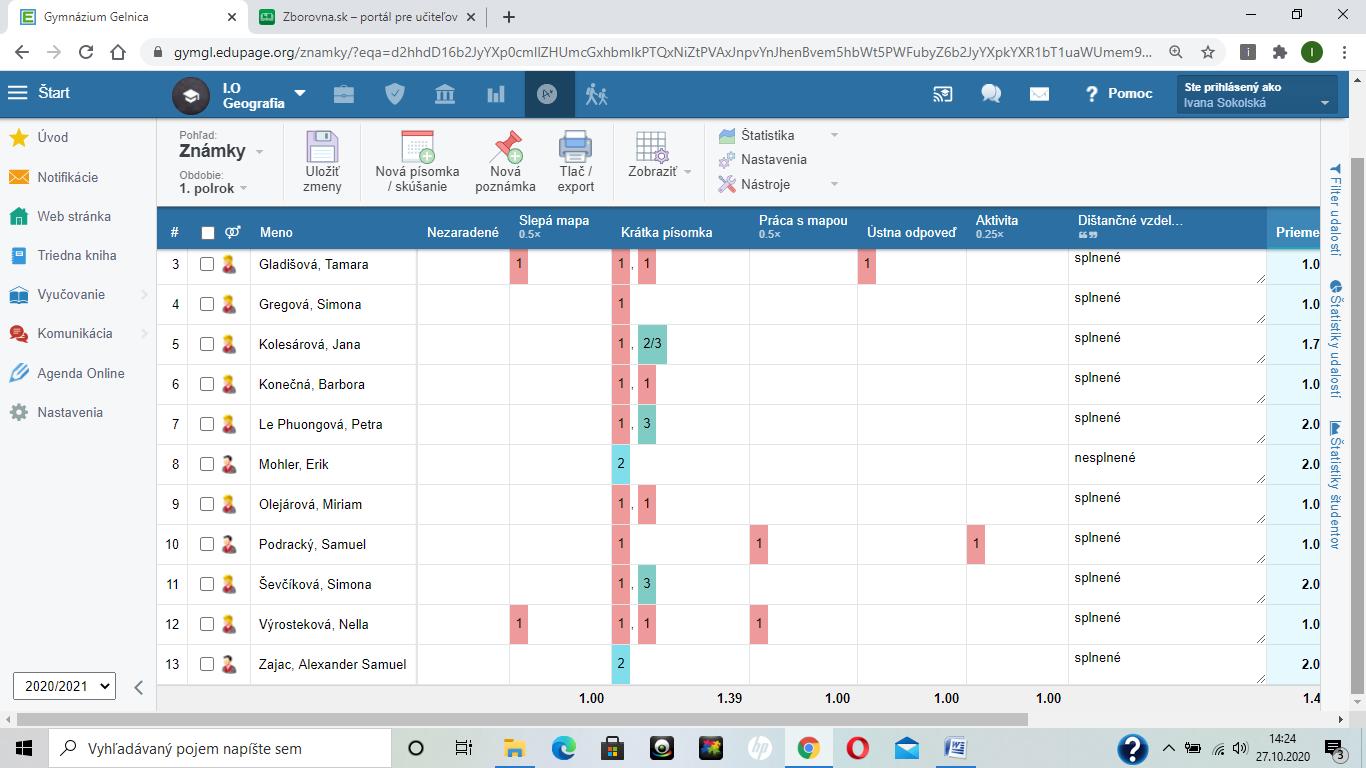 Gymnázium Gelnica
Zborovna.sk – portál pre učiteľov
gymgl.edupage.org/znamky/?eqa=d2hhdD16b2JyYXp0cmllZHUmcGxhbmlkPTQxNiZtPVAxJnpvYnJhenBvem5hbWt5PWFubyZ6b2JyYXpkYXR1bT1uaWUmem9...
Štart
I.O
Geografia
Pomoc
Ste prihlásený ako
Ivana Sokolská
Úvod
Notifikácie
Web stránka
Triedna kniha
Vyučovanie
Komunikácia
Agenda Online
Nastavenia
2020/2021
Pohľad:
Známky
Obdobie:
1. polrok
Uložiť
zmeny
Nová písomka
/ skúšanie
Nová
poznámka
Tlač /
export
Zobraziť
Štatistika
Nastavenia
Nástroje
# Meno Nezaradené Slepá mapa 0.5× Krátka písomka Práca s mapou 0.5× Ústna odpoveď Aktivita 0.25× Dištančné vzdel... Prieme
3 Gladišová, Tamara 1 1 , 1 1 splnené 1.0
4 Gregová, Simona 1 splnené 1.0
5 Kolesárová, Jana 1 , 2/3 splnené 1.7
6 Konečná, Barbora 1 , 1 splnené 1.0
7 Le Phuongová, Petra 1 , 3 splnené 2.0
8 Mohler, Erik 2 nesplnené 2.0
9 Olejárová, Miriam 1 , 1 splnené 1.0
10 Podracký, Samuel 1 1 1 splnené 1.0
11 Ševčíková, Simona 1 , 3 splnené 2.0
12 Výrosteková, Nella 1 1 , 1 1 splnené 1.0
13 Zajac, Alexander Samuel 2 splnené 2.0
1.00 1.39 1.00 1.00 1.00 1.4
Filter udalostí
Štatistiky udalostí
Štatistiky študentov
Vyhľadávaný pojem napíšte sem
14:24
27.10.2020
3